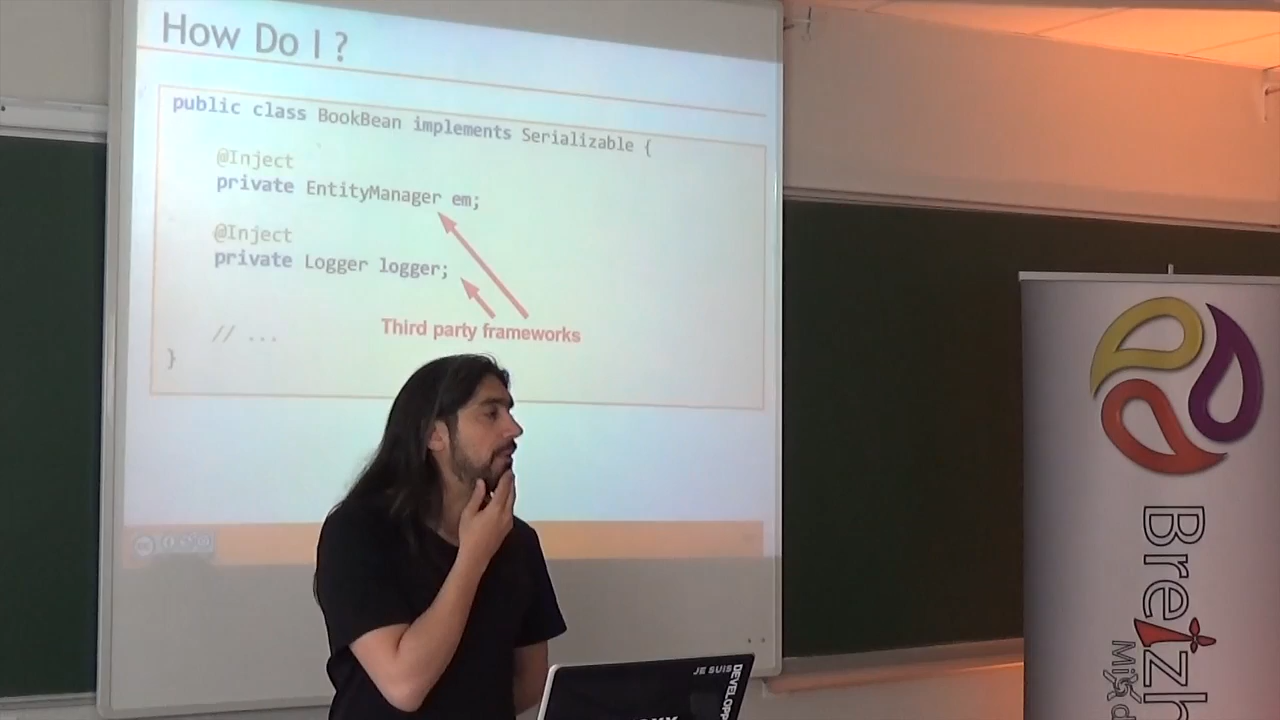 How Do I ?
public class BookBean implements Serializable {
@Inject
private EntityManager em;
@Inject
private Logger logger;
Third party frameworks
// ...
}
JE SUIS
DEVELOPP
Breizh